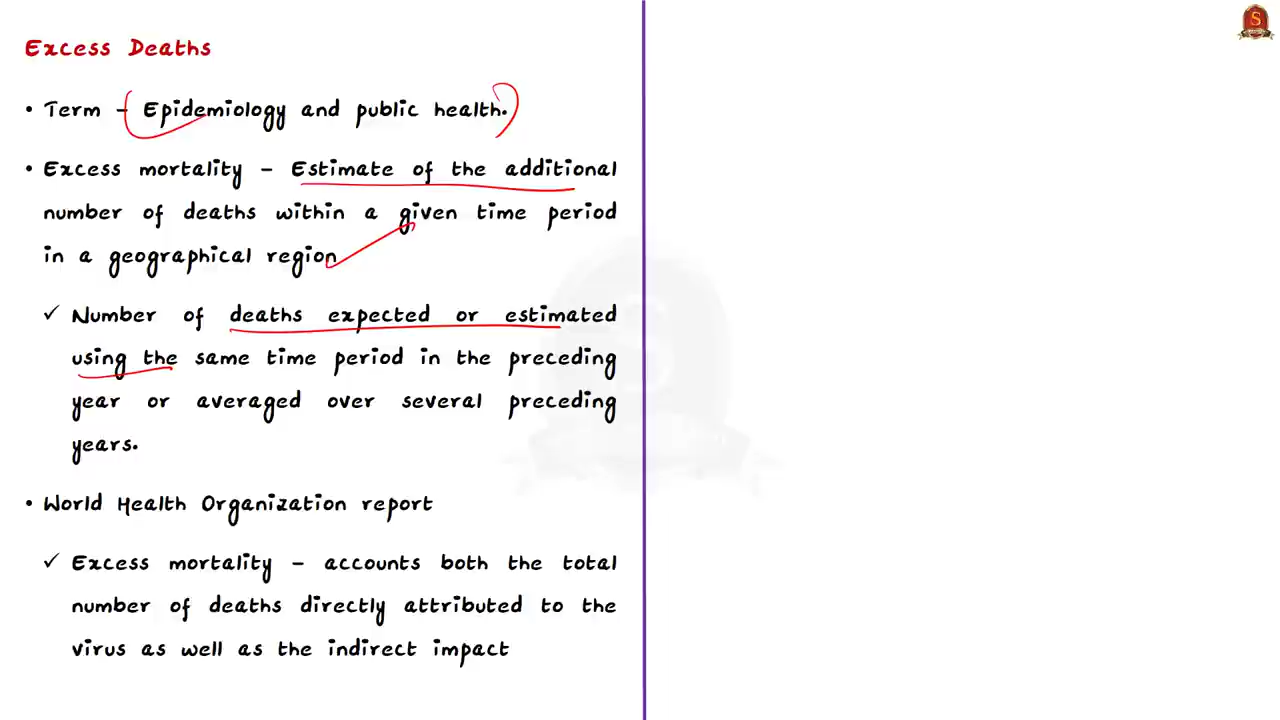 Excess Deaths
• Term – Epidemiology and public health.
• Excess mortality – Estimate of the additional
number of deaths within a given time period
in a geographical region
✓ Number of deaths expected or estimated
using the same time period in the preceding
year or averaged over several preceding
years.
• World Health Organization report
✓ Excess mortality – accounts both the total
number of deaths directly attributed to the
virus as well as the indirect impact